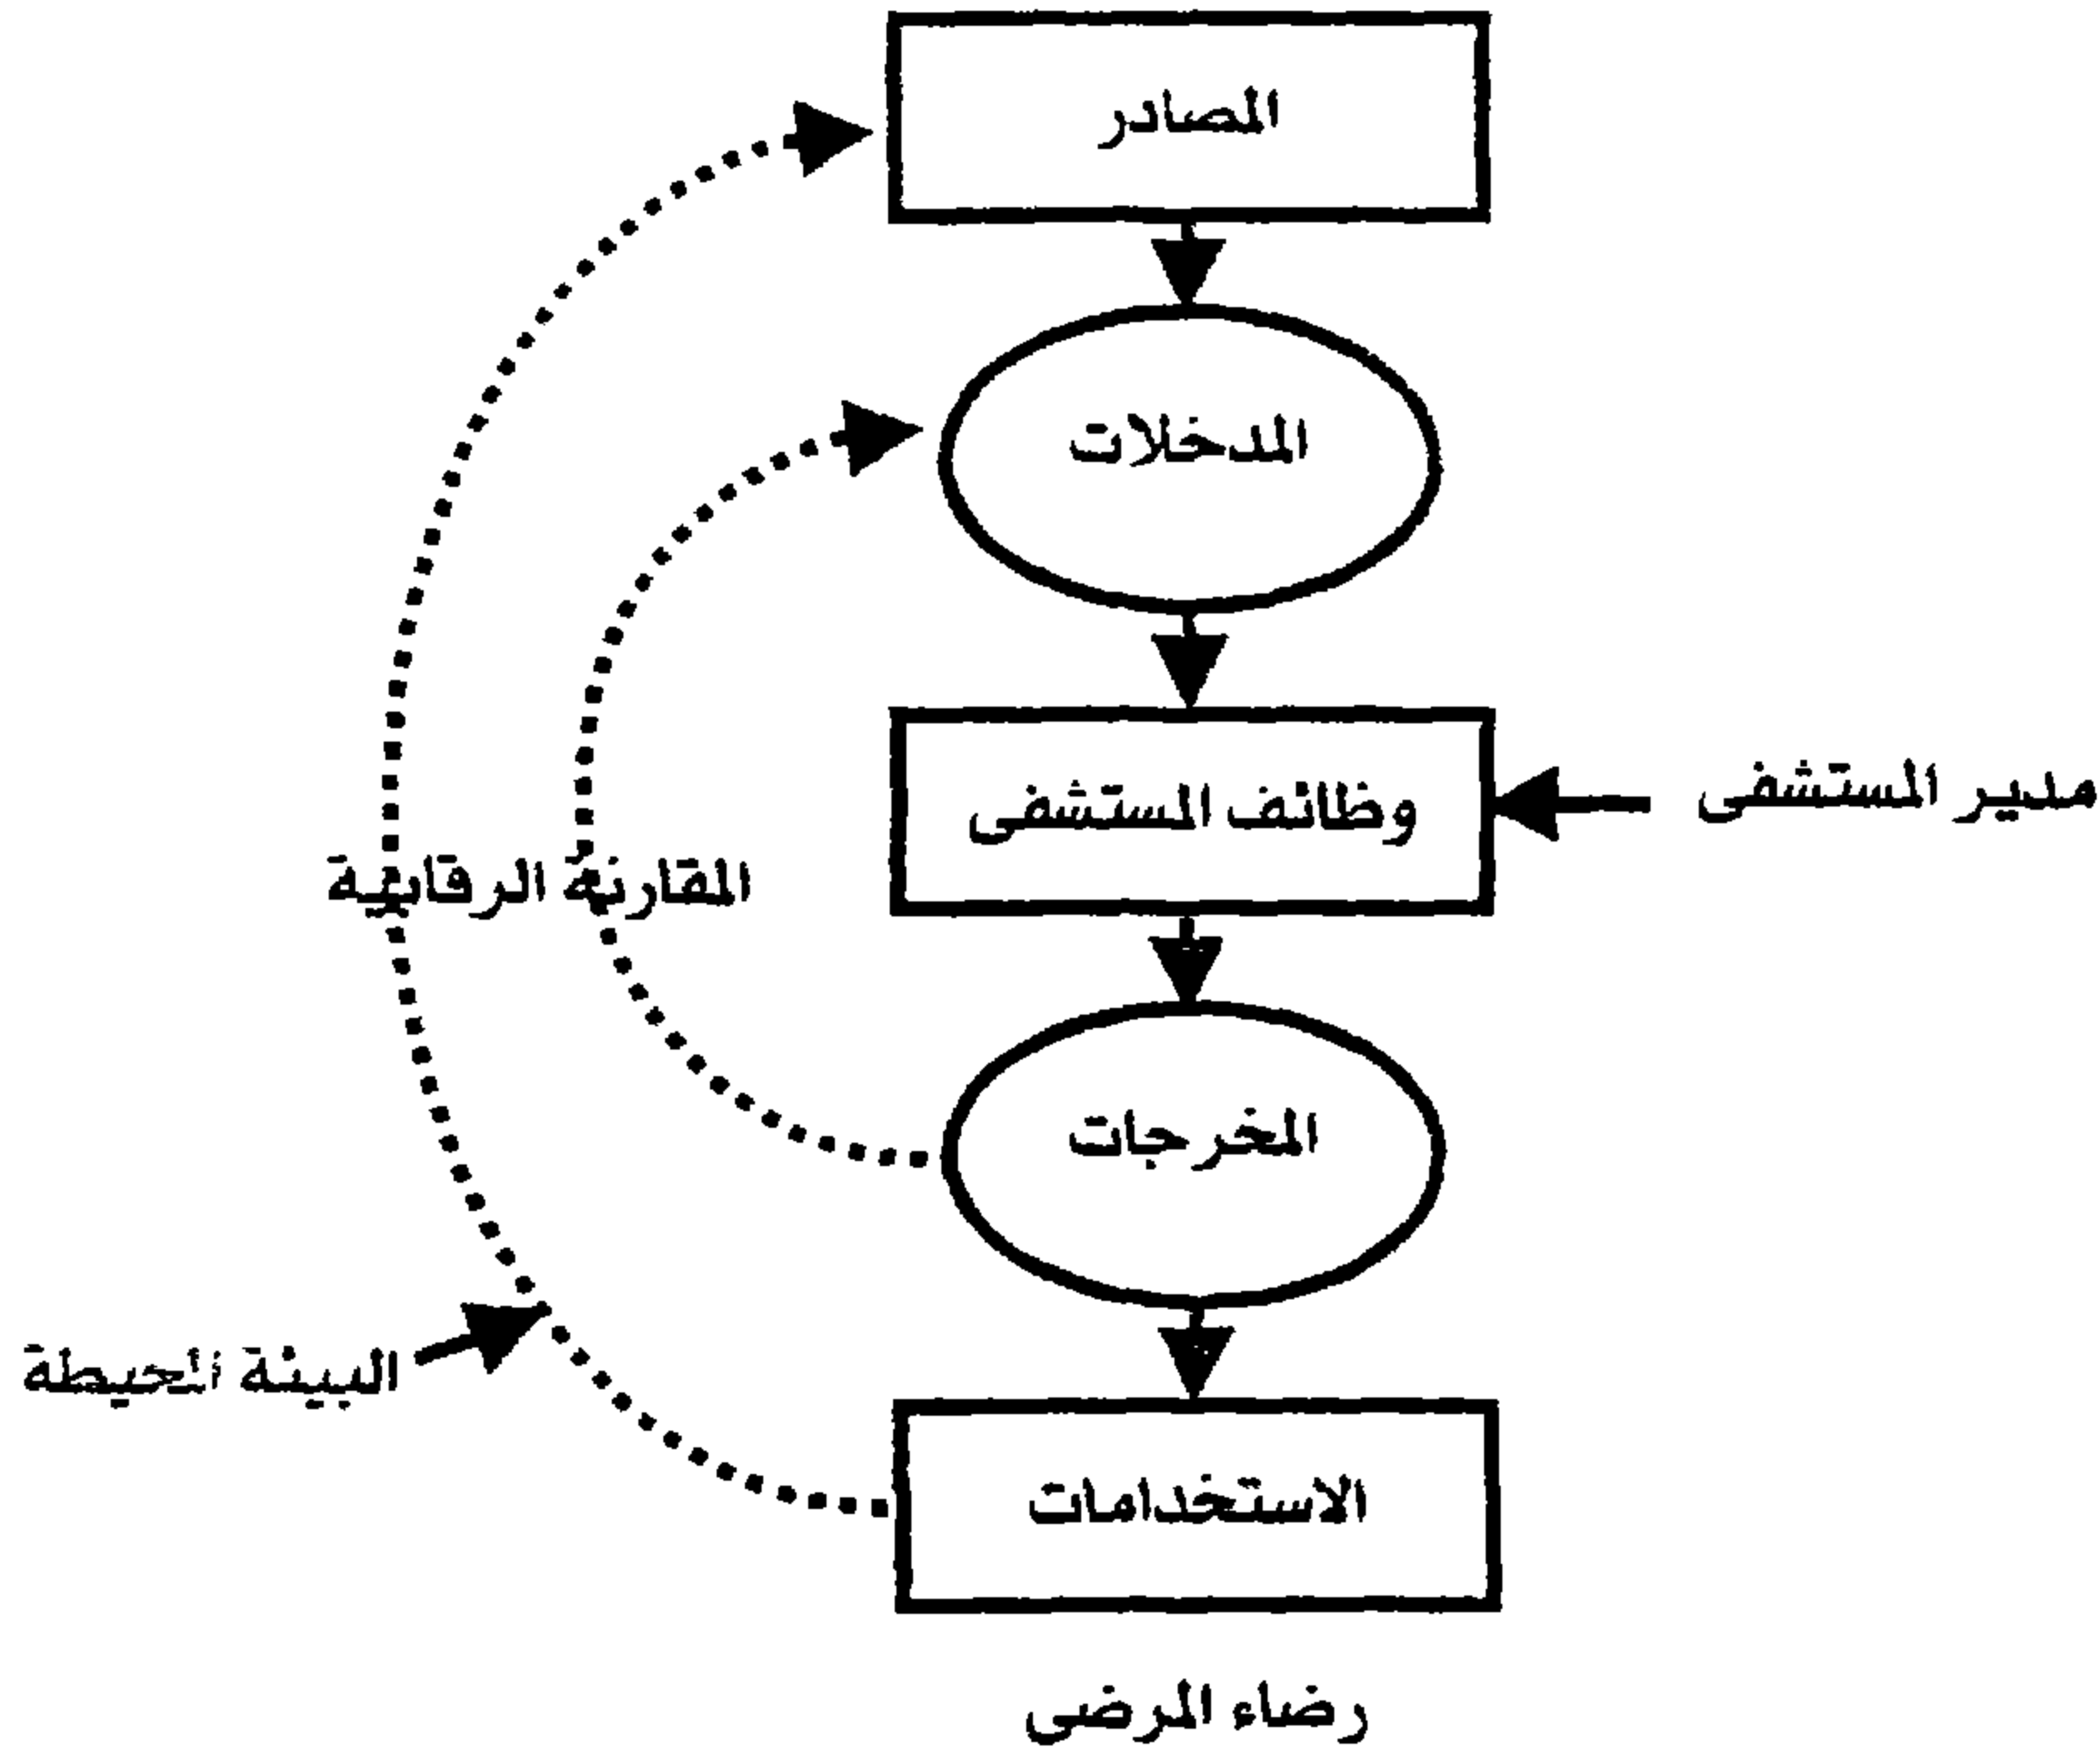 المصادر
المدخلات
وظائف المستشفى
مدير المستشفى
المقارنة الرقابية
المخرجات
البيئة المحيطة
الاستخدامات
رضاء المرضى